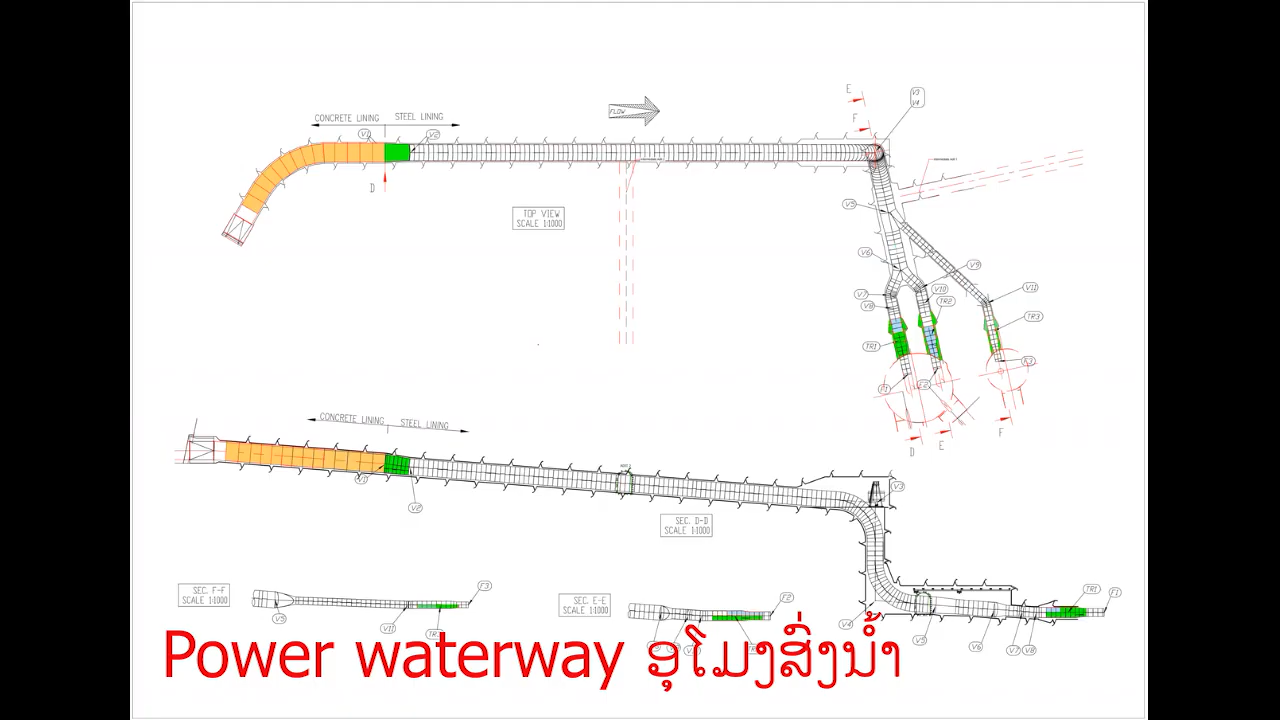 E
V3
V4
FLOW
F
CONCRETE LINING
STEEL LINING
V1
V2
D
V5
TOP VIEW
SCALE 1:1000
V6
V9
V7
V10
V11
V8
TR2
TR3
TR1
F1
F2
F
D
E
CONCRETE LINING
STEEL LINING
V1
V2
V3
SEC. D-D
SCALE 1:1000
SEC. F-F
SCALE 1:1000
F3
V5
V11
SEC. E-E
SCALE 1:1000
F2
TR1
F1
V4
V5
V6
V7
V8
Power waterway ອຸໂມງສົ່ງນ້ຳ